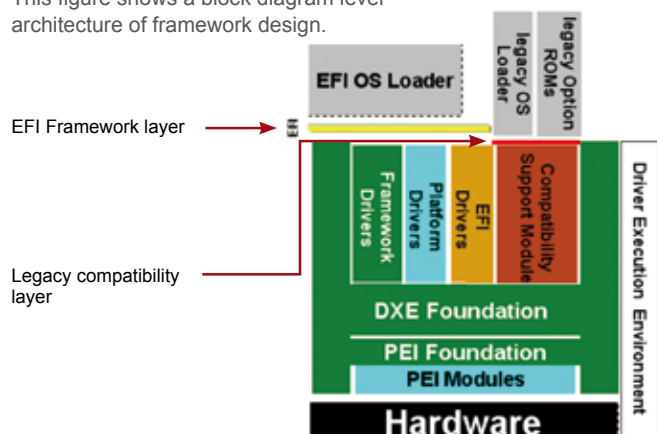 This figure shows a block diagram level
architecture of framework design.
EFI OS Loader
legacy OS
Loader
legacy Option
ROMs
EFI Framework layer
EFI
Framework
Drivers
Platform
Drivers
EFI
Drivers
Compatibility
Support Module
Driver Execution Environment
Legacy compatibility
layer
DXE Foundation
PEI Foundation
PEI Modules
Hardware